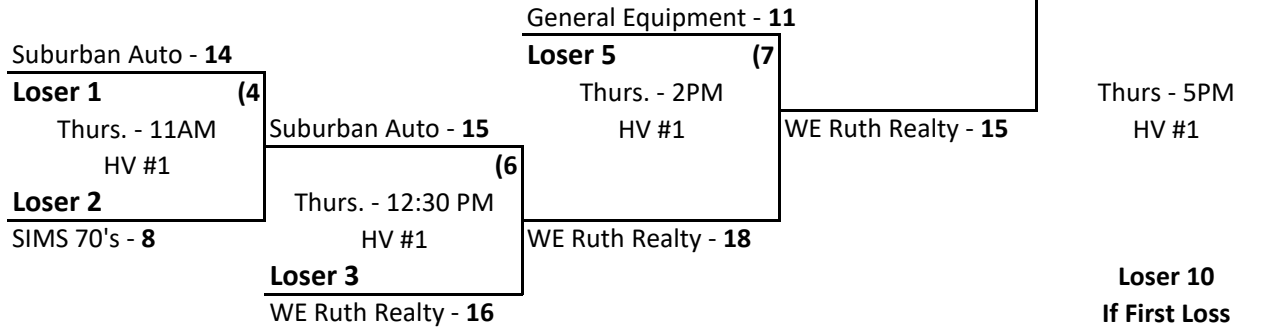 General Equipment - 11
Suburban Auto - 14
Loser 5 (7
Loser 1 (4
Thurs. - 2PM
Thurs - 5PM
Thurs. - 11AM
Suburban Auto - 15
HV #1
WE Ruth Realty - 15
HV #1
HV #1
(6
Loser 2
Thurs. - 12:30 PM
SIMS 70's - 8
HV #1
WE Ruth Realty - 18
Loser 3
Loser 10
WE Ruth Realty - 16
If First Loss